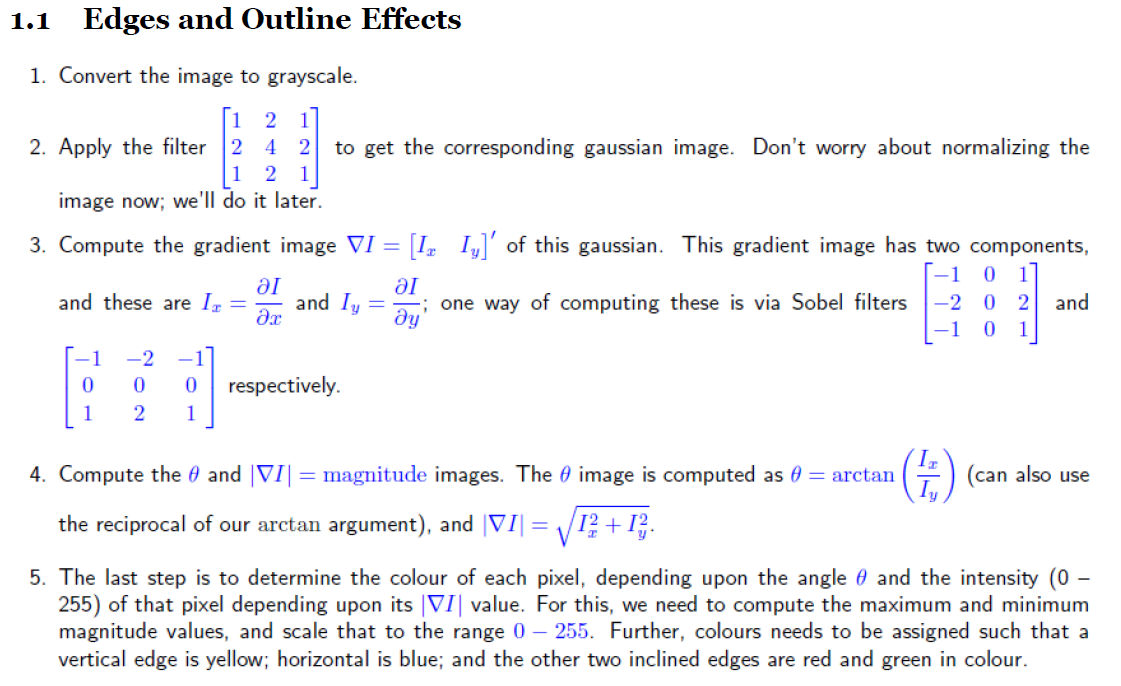 1.1 Edges and Outline Effects
1. Convert the image to grayscale.
2. Apply the filter $\begin{bmatrix} 1 & 2 & 1 \\ 2 & 4 & 2 \\ 1 & 2 & 1 \end{bmatrix}$ to get the corresponding gaussian image. Don't worry about normalizing the
image now; we'll do it later.
3. Compute the gradient image $\nabla I = [I_x \quad I_y]'$ of this gaussian. This gradient image has two components,
and these are $I_x = \dfrac{\partial I}{\partial x}$ and $I_y = \dfrac{\partial I}{\partial y}$; one way of computing these is via Sobel filters $\begin{bmatrix} -1 & 0 & 1 \\ -2 & 0 & 2 \\ -1 & 0 & 1 \end{bmatrix}$ and
$\begin{bmatrix} -1 & -2 & -1 \\ 0 & 0 & 0 \\ 1 & 2 & 1 \end{bmatrix}$ respectively.
4. Compute the $\theta$ and $|\nabla I| = \text{magnitude}$ images. The $\theta$ image is computed as $\theta = \arctan\left(\dfrac{I_x}{I_y}\right)$ (can also use
the reciprocal of our arctan argument), and $|\nabla I| = \sqrt{I_x^2 + I_y^2}$.
5. The last step is to determine the colour of each pixel, depending upon the angle $\theta$ and the intensity (0 –
255) of that pixel depending upon its $|\nabla I|$ value. For this, we need to compute the maximum and minimum
magnitude values, and scale that to the range 0 – 255. Further, colours needs to be assigned such that a
vertical edge is yellow; horizontal is blue; and the other two inclined edges are red and green in colour.